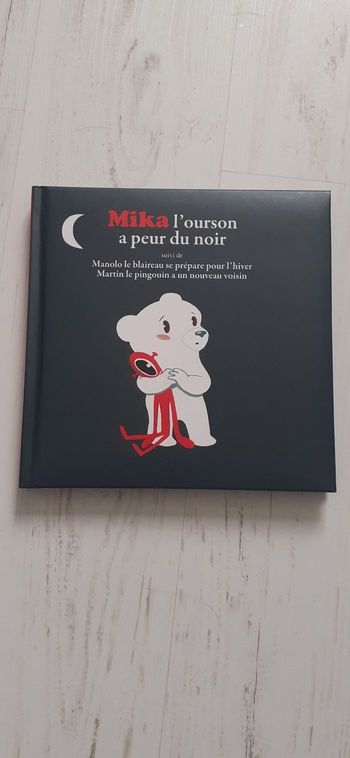 Mika l'ourson
a peur du noir
suivi de
Manolo le blaireau se prépare pour l'hiver
Martin le pingouin a un nouveau voisin